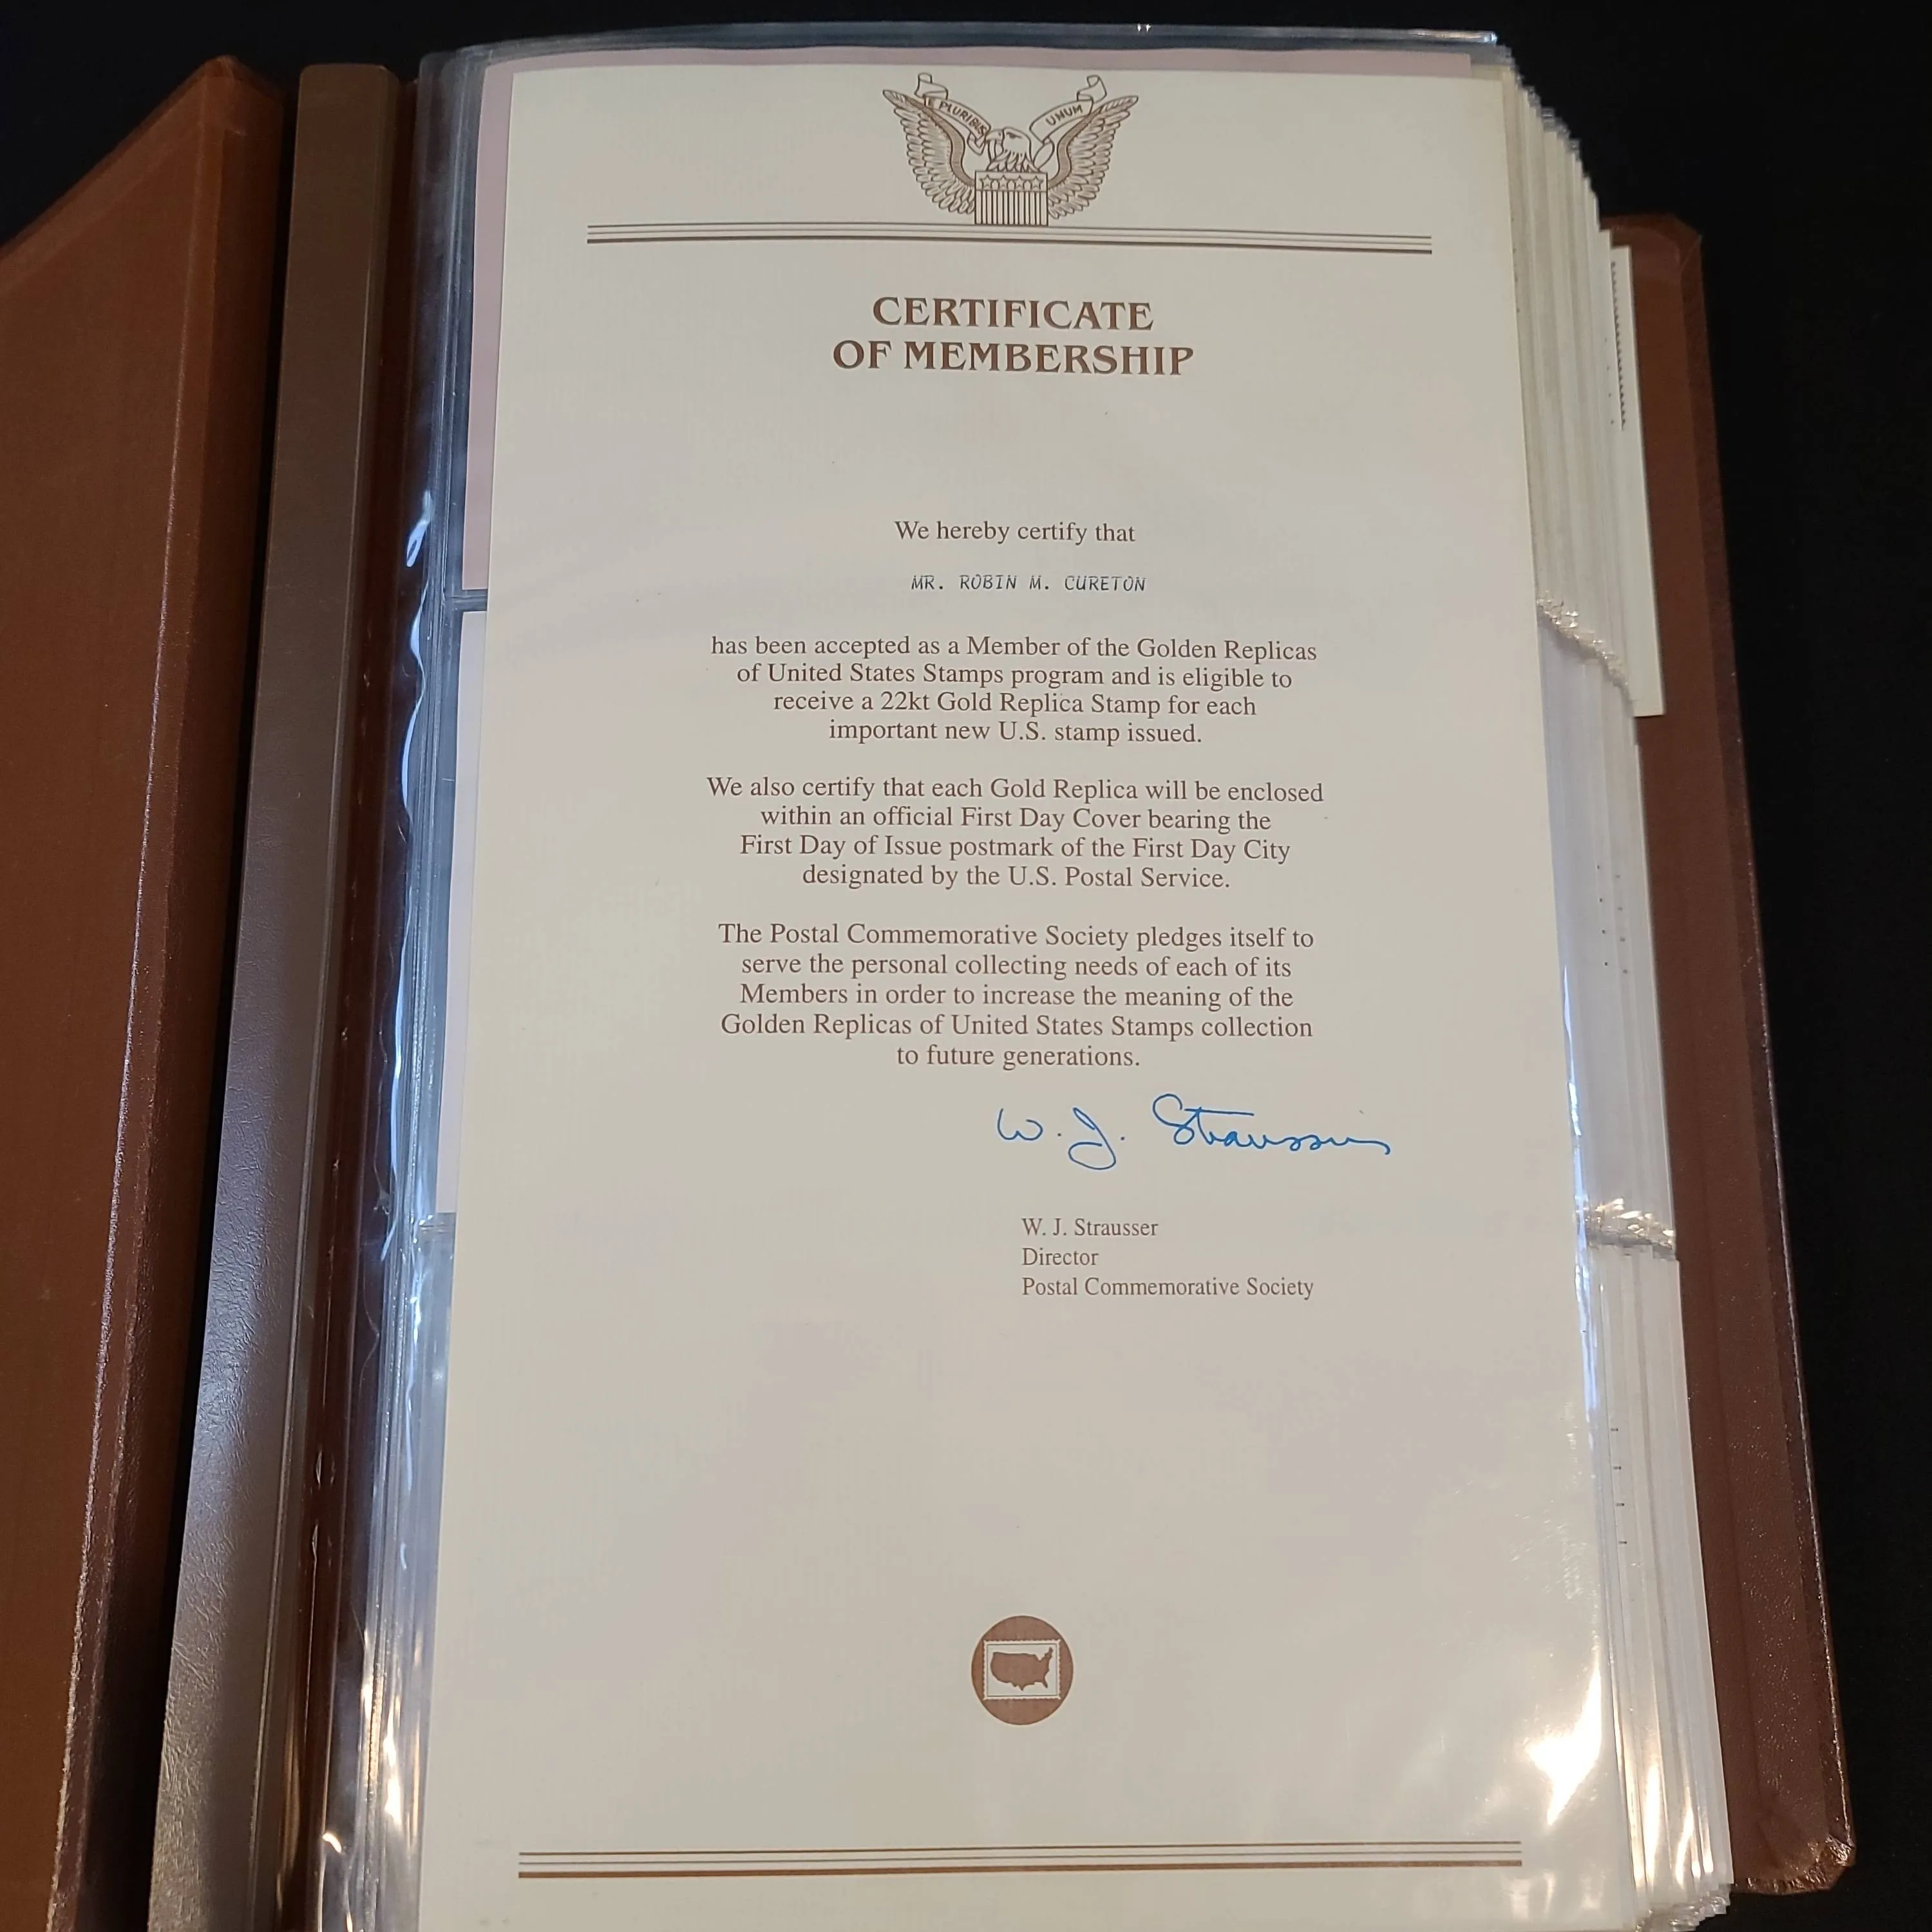 E PLURIBUS UNUM
CERTIFICATE
OF MEMBERSHIP
We hereby certify that
MR. ROBIN M. CURETON
has been accepted as a Member of the Golden Replicas
of United States Stamps program and is eligible to
receive a 22kt Gold Replica Stamp for each
important new U.S. stamp issued.
We also certify that each Gold Replica will be enclosed
within an official First Day Cover bearing the
First Day of Issue postmark of the First Day City
designated by the U.S. Postal Service.
The Postal Commemorative Society pledges itself to
serve the personal collecting needs of each of its
Members in order to increase the meaning of the
Golden Replicas of United States Stamps collection
to future generations.
W. J. Strausser
W. J. Strausser
Director
Postal Commemorative Society